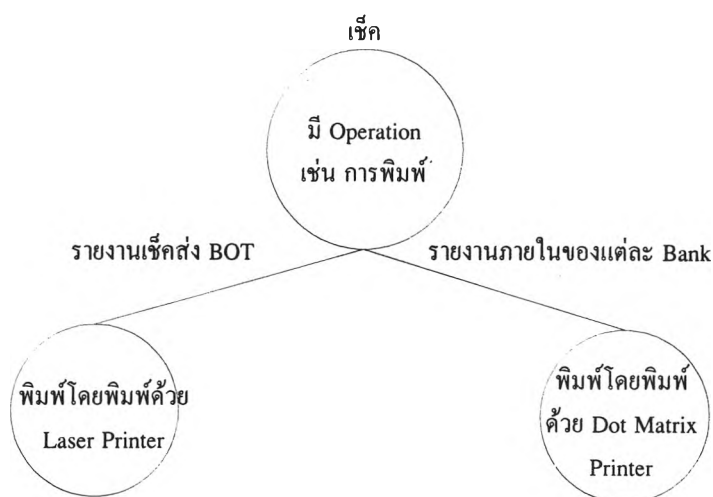 เช็ค
มี Operation
เช่น การพิมพ์
รายงานเช็คส่ง BOT
รายงานภายในของแต่ละ Bank
พิมพ์โดยพิมพ์ด้วย
Laser Printer
พิมพ์โดยพิมพ์
ด้วย Dot Matrix
Printer